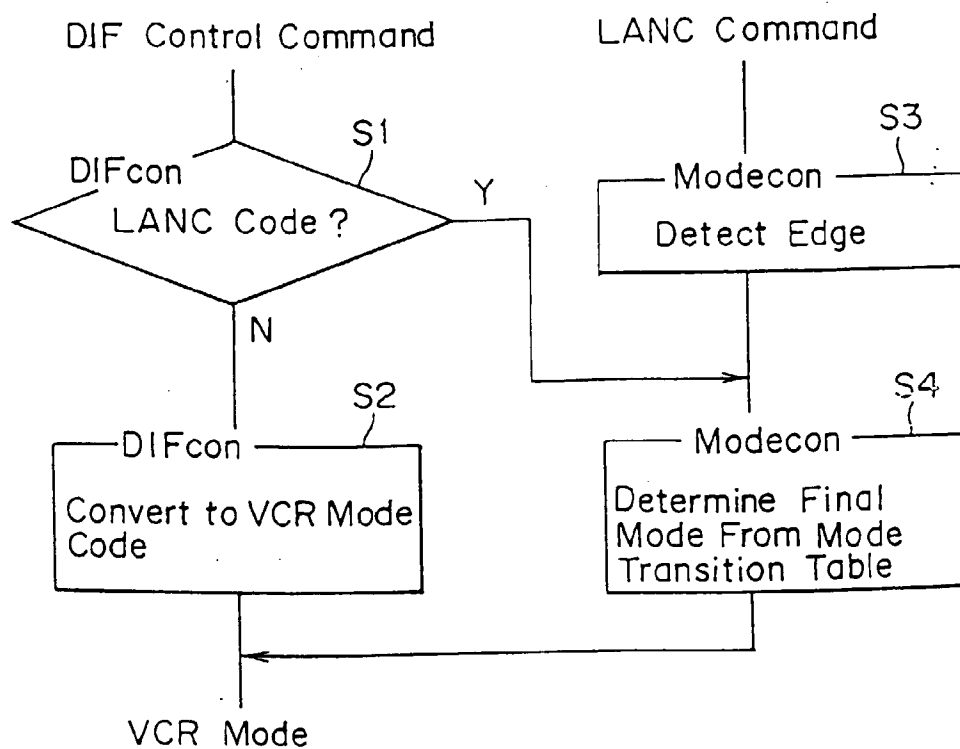 DIF Control Command
LANC Command
S1
S3
DIFcon
LANC Code?
Y
Modecon
Detect Edge
N
S2
S4
DIFcon
Convert to VCR Mode
Code
Modecon
Determine Final
Mode From Mode
Transition Table
VCR Mode